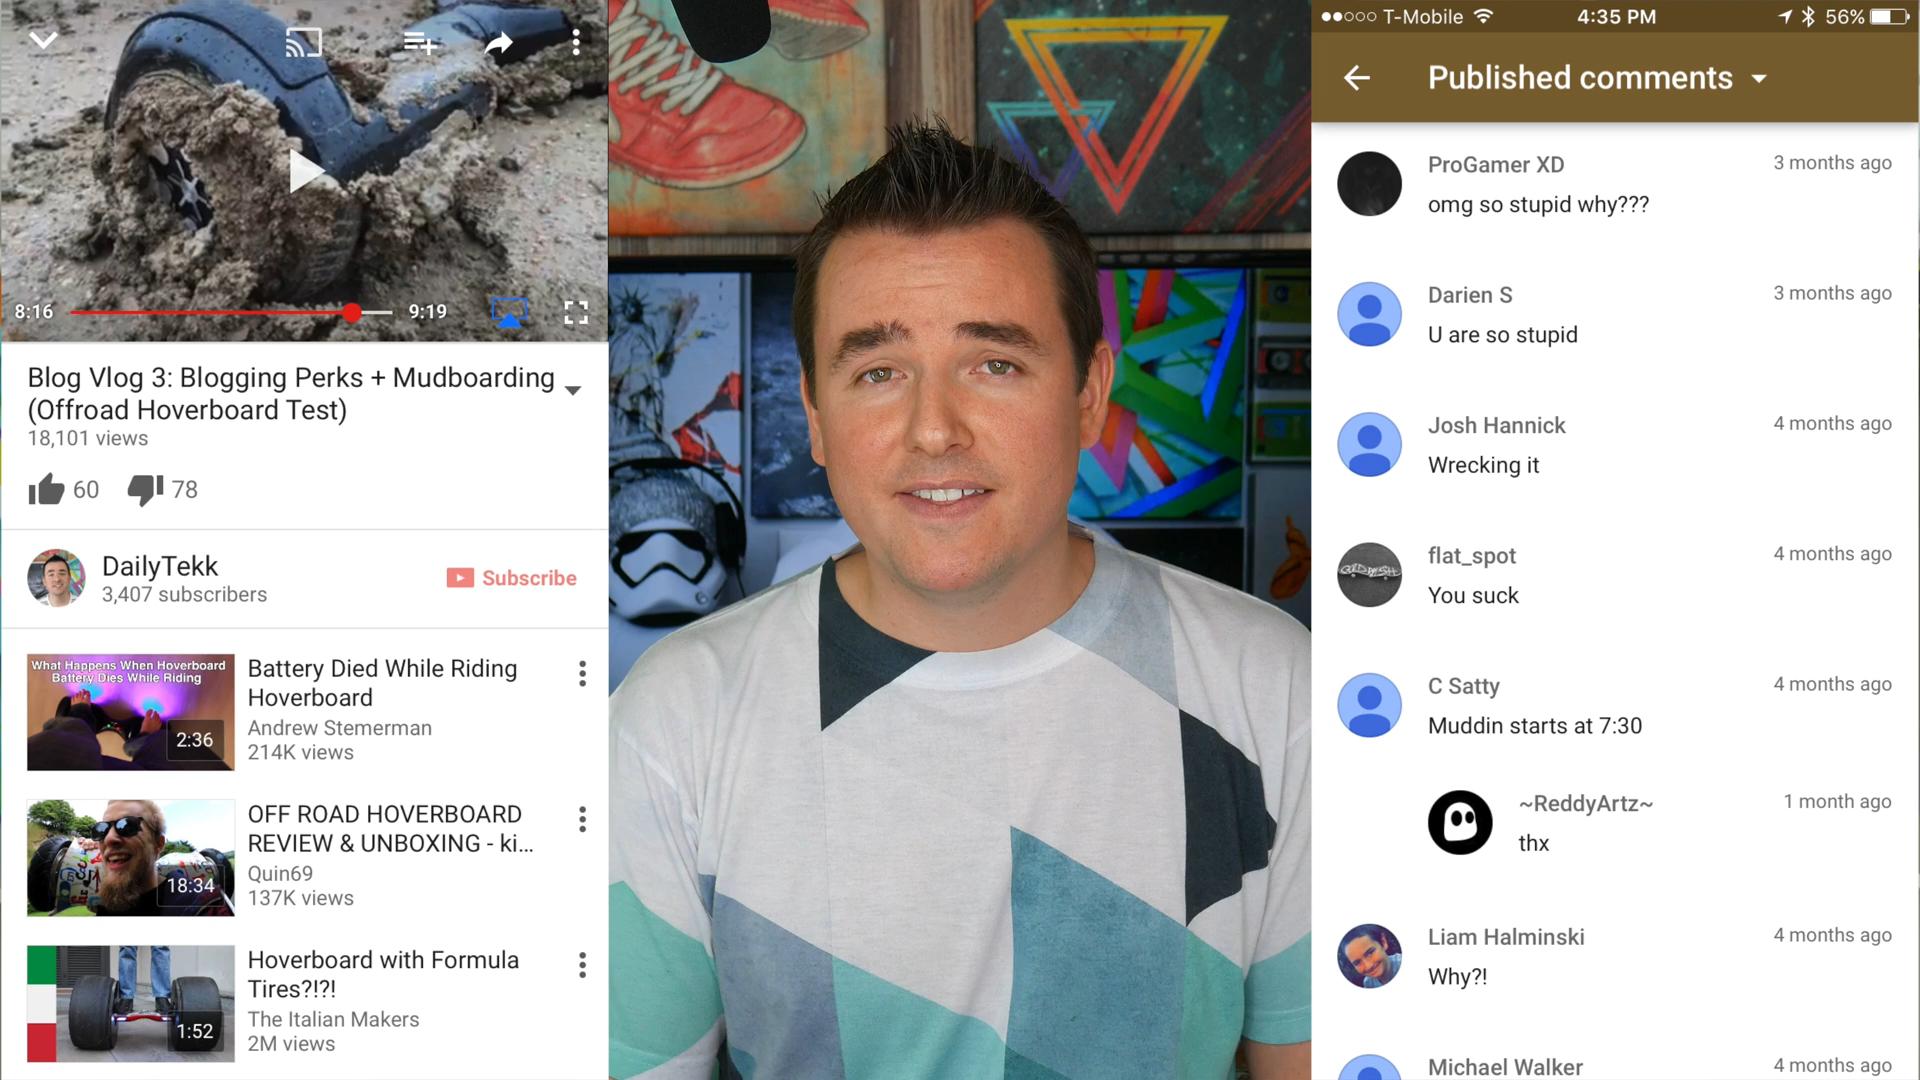 8:16
9:19
Blog Vlog 3: Blogging Perks + Mudboarding
(Offroad Hoverboard Test)
18,101 views
60
78
DailyTekk
3,407 subscribers
Subscribe
What Happens When Hoverboard
Battery Dies While Riding
2:36
Battery Died While Riding
Hoverboard
Andrew Stemerman
214K views
18:34
OFF ROAD HOVERBOARD
REVIEW & UNBOXING - ki...
Quin69
137K views
1:52
Hoverboard with Formula
Tires?!?!
The Italian Makers
2M views
T-Mobile
4:35 PM
56%
Published comments
ProGamer XD
3 months ago
omg so stupid why???
Darien S
3 months ago
U are so stupid
Josh Hannick
4 months ago
Wrecking it
flat_spot
4 months ago
You suck
C Satty
4 months ago
Muddin starts at 7:30
~ReddyArtz~
1 month ago
thx
Liam Halminski
4 months ago
Why?!
Michael Walker
4 months ago